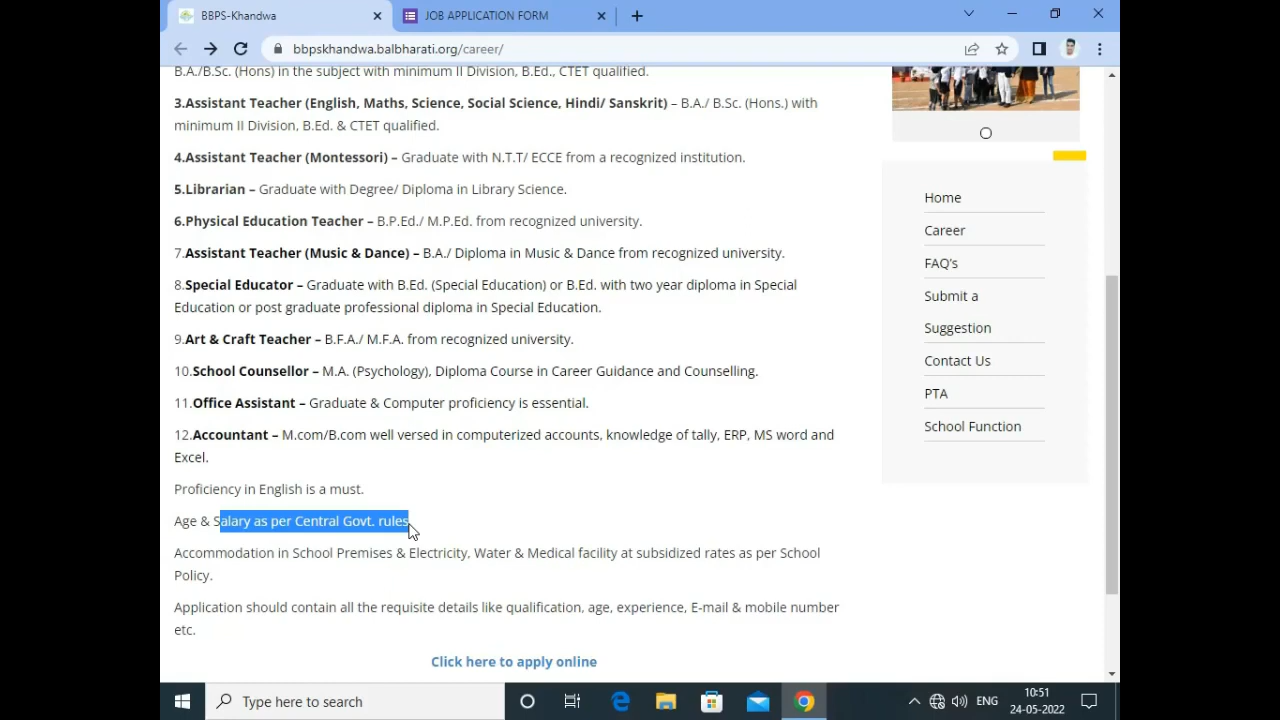 BBPS-Khandwa
JOB APPLICATION FORM
bbpskhandwa.balbharati.org/career/
B.A./B.Sc. (Hons) in the subject with minimum II Division, B.Ed., CTET qualified.
3.Assistant Teacher (English, Maths, Science, Social Science, Hindi/ Sanskrit) – B.A./ B.Sc. (Hons.) with
minimum II Division, B.Ed. & CTET qualified.
4.Assistant Teacher (Montessori) – Graduate with N.T.T/ ECCE from a recognized institution.
5.Librarian – Graduate with Degree/ Diploma in Library Science.
6.Physical Education Teacher – B.P.Ed./ M.P.Ed. from recognized university.
7.Assistant Teacher (Music & Dance) – B.A./ Diploma in Music & Dance from recognized university.
8.Special Educator – Graduate with B.Ed. (Special Education) or B.Ed. with two year diploma in Special
Education or post graduate professional diploma in Special Education.
9.Art & Craft Teacher – B.F.A./ M.F.A. from recognized university.
10.School Counsellor – M.A. (Psychology), Diploma Course in Career Guidance and Counselling.
11.Office Assistant – Graduate & Computer proficiency is essential.
12.Accountant – M.com/B.com well versed in computerized accounts, knowledge of tally, ERP, MS word and
Excel.
Proficiency in English is a must.
Age & Salary as per Central Govt. rules
Accommodation in School Premises & Electricity, Water & Medical facility at subsidized rates as per School
Policy.
Application should contain all the requisite details like qualification, age, experience, E-mail & mobile number
etc.
Click here to apply online
Home
Career
FAQ's
Submit a
Suggestion
Contact Us
PTA
School Function
Type here to search
ENG
10:51
24-05-2022